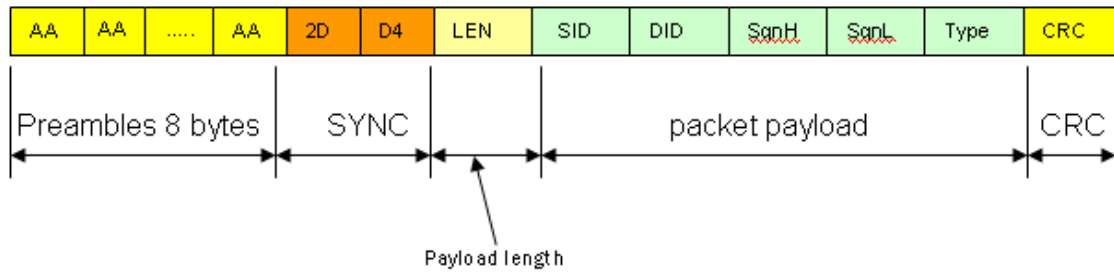 AA AA ..... AA 2D D4 LEN SID DID SqnH SqnL Type CRC
Preambles 8 bytes SYNC packet payload CRC
Payload length